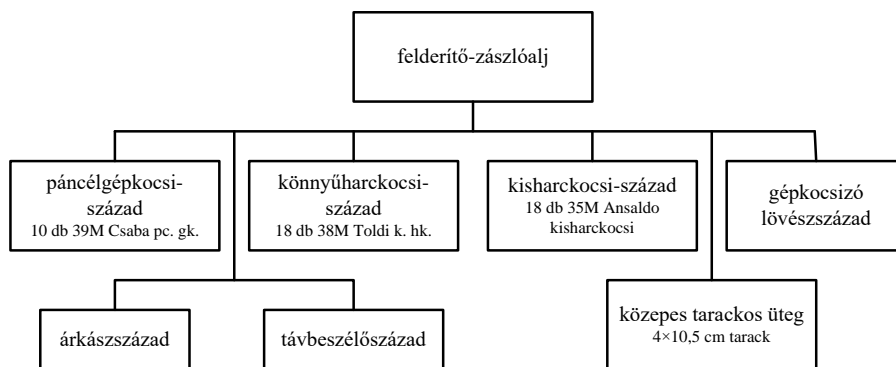 felderítő-zászlóalj
páncélgépkocsi-
század
10 db 39M Csaba pc. gk.
könnyűharckocsi-
század
18 db 38M Toldi k. hk.
kisharckocsi-század
18 db 35M Ansaldo
kisharckocsi
gépkocsizó
lövészszázad
árkászszázad
távbeszélőszázad
közepes tarackos üteg
4×10,5 cm tarack